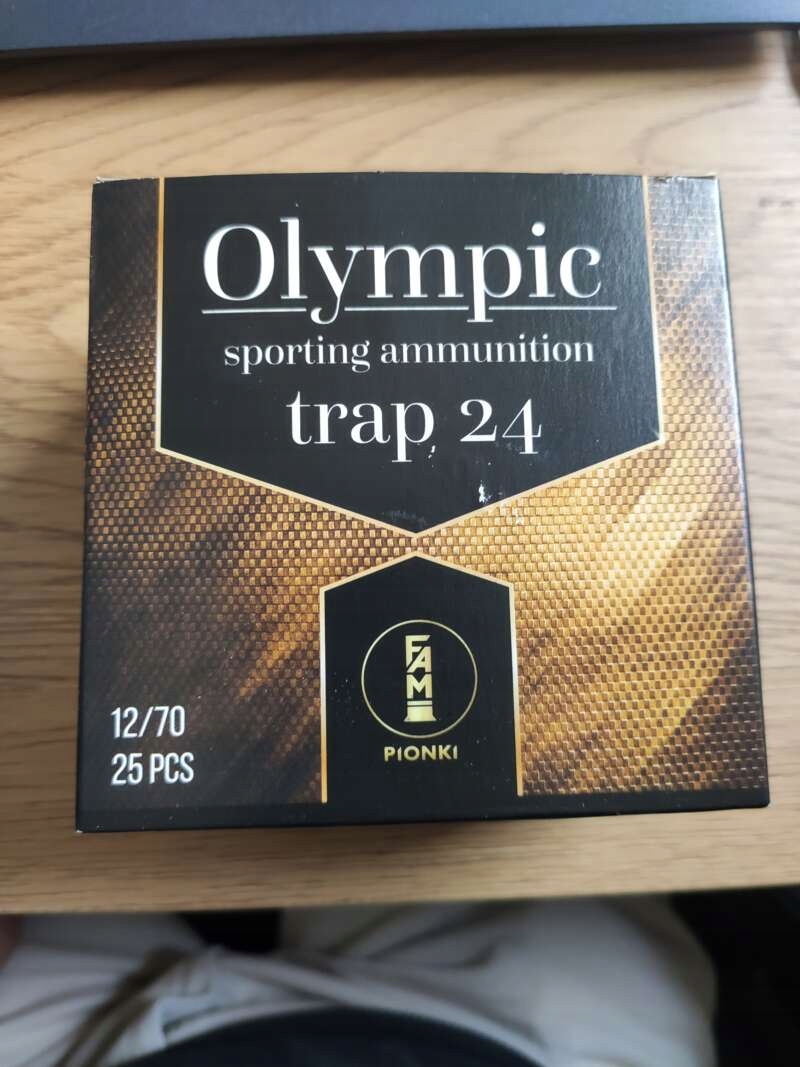 Olympic
sporting ammunition
trap 24
FAM
PIONKI
12/70
25 PCS